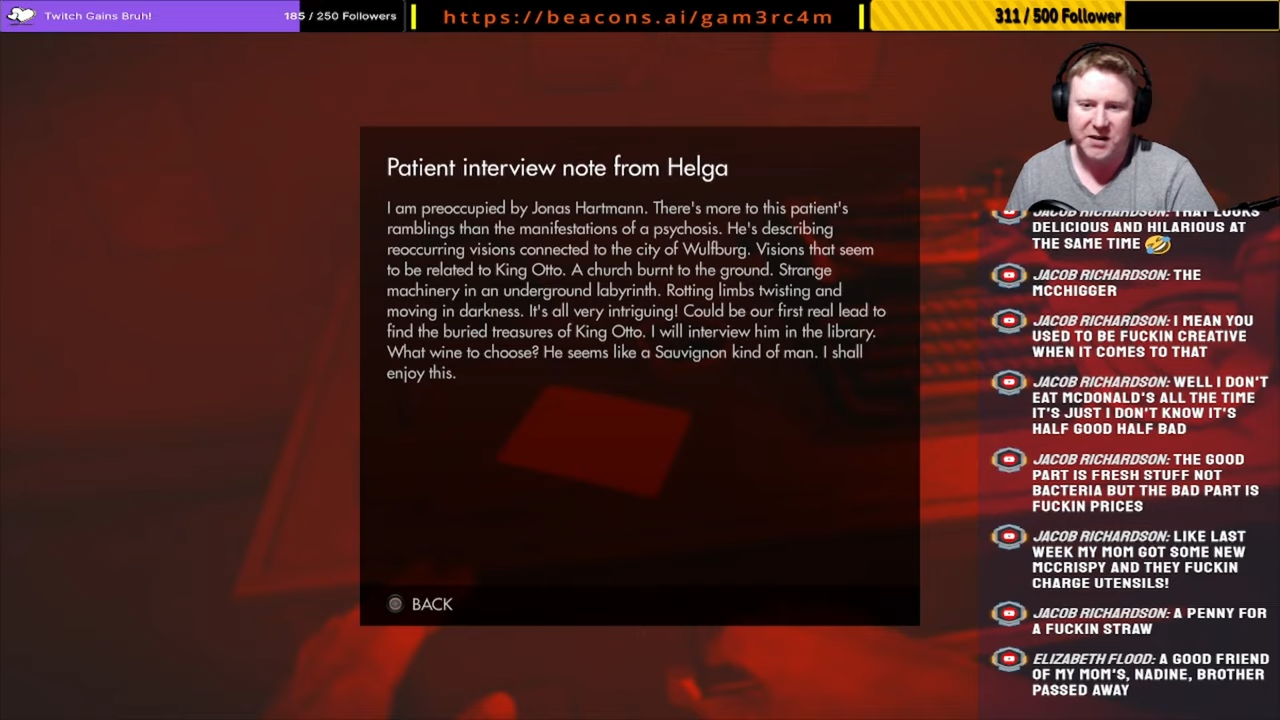 Twitch Gains Bruh!
185 / 250 Followers
https://beacons.ai/gam3rc4m
311 / 500 Follower
Patient interview note from Helga
I am preoccupied by Jonas Hartmann. There's more to this patient's
ramblings than the manifestations of a psychosis. He's describing
reoccurring visions connected to the city of Wulfburg. Visions that seem
to be related to King Otto. A church burnt to the ground. Strange
machinery in an underground labyrinth. Rotting limbs twisting and
moving in darkness. It's all very intriguing! Could be our first real lead to
find the buried treasures of King Otto. I will interview him in the library.
What wine to choose? He seems like a Sauvignon kind of man. I shall
enjoy this.
BACK
JACOB RICHARDSON: THAT LOOKS
DELICIOUS AND HILARIOUS AT
THE SAME TIME 🤣
JACOB RICHARDSON: THE
MCCHIGGER
JACOB RICHARDSON: I MEAN YOU
USED TO BE FUCKIN CREATIVE
WHEN IT COMES TO THAT
JACOB RICHARDSON: WELL I DON'T
EAT MCDONALD'S ALL THE TIME
IT'S JUST I DON'T KNOW IT'S
HALF GOOD HALF BAD
JACOB RICHARDSON: THE GOOD
PART IS FRESH STUFF NOT
BACTERIA BUT THE BAD PART IS
FUCKIN PRICES
JACOB RICHARDSON: LIKE LAST
WEEK MY MOM GOT SOME NEW
MCCRISPY AND THEY FUCKIN
CHARGE UTENSILS!
JACOB RICHARDSON: A PENNY FOR
A FUCKIN STRAW
ELIZABETH FLOOD: A GOOD FRIEND
OF MY MOM'S, NADINE, BROTHER
PASSED AWAY